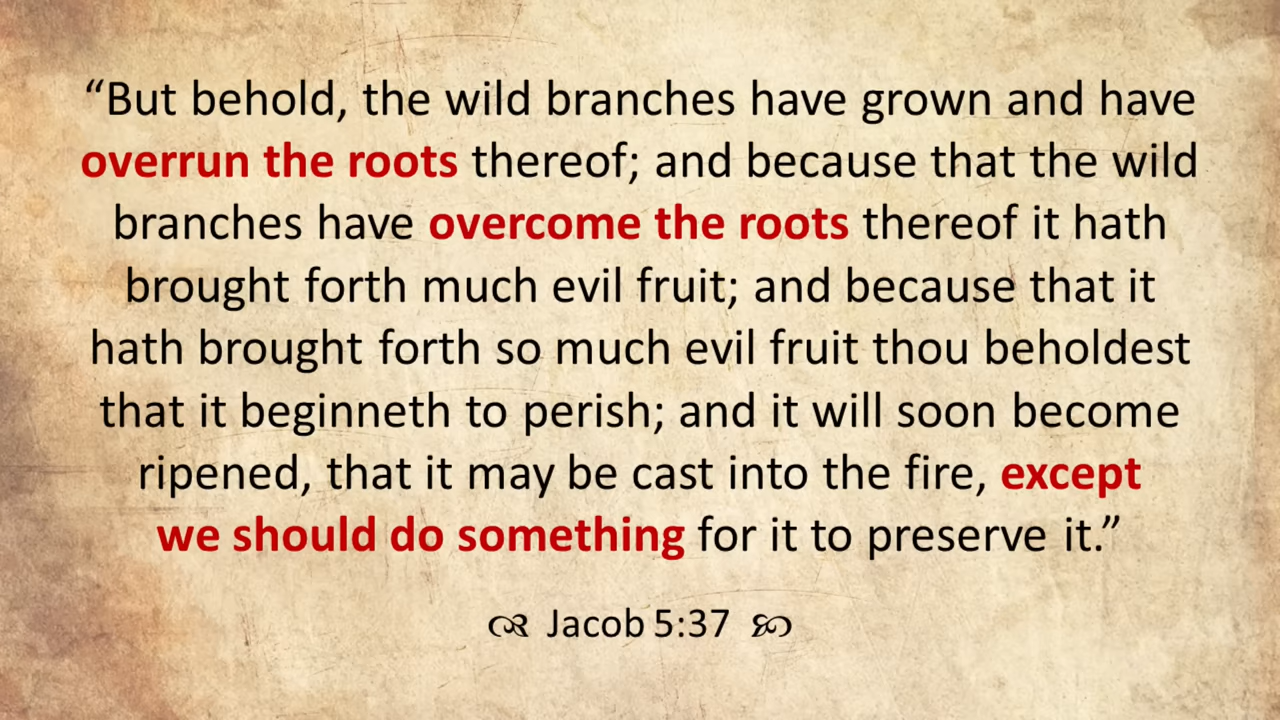 “But behold, the wild branches have grown and have
overrun the roots thereof; and because that the wild
branches have overcome the roots thereof it hath
brought forth much evil fruit; and because that it
hath brought forth so much evil fruit thou beholdest
that it beginneth to perish; and it will soon become
ripened, that it may be cast into the fire, except
we should do something for it to preserve it.”
Jacob 5:37